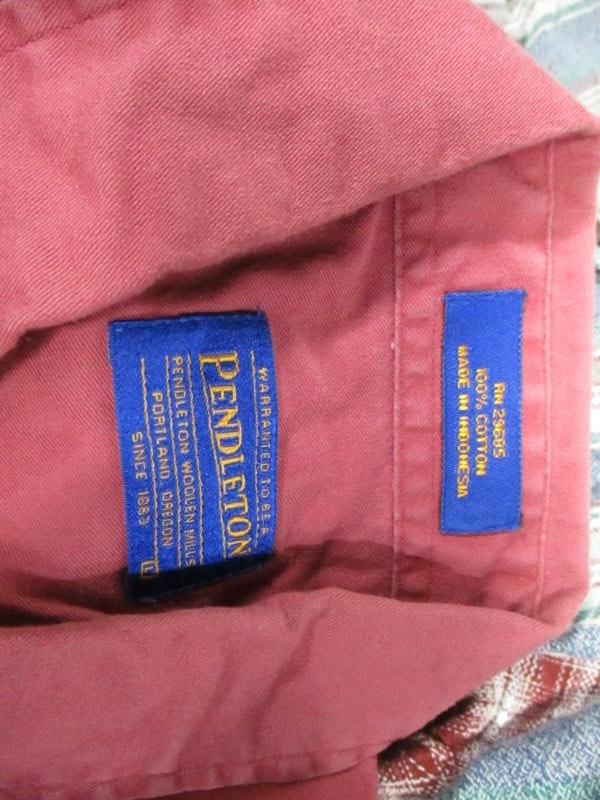 WARRANTED TO BE A
PENDLETON
PENDLETON WOOLEN MILLS
PORTLAND, OREGON
SINCE 1863
L
RN 29685
100% COTTON
MADE IN INDONESIA